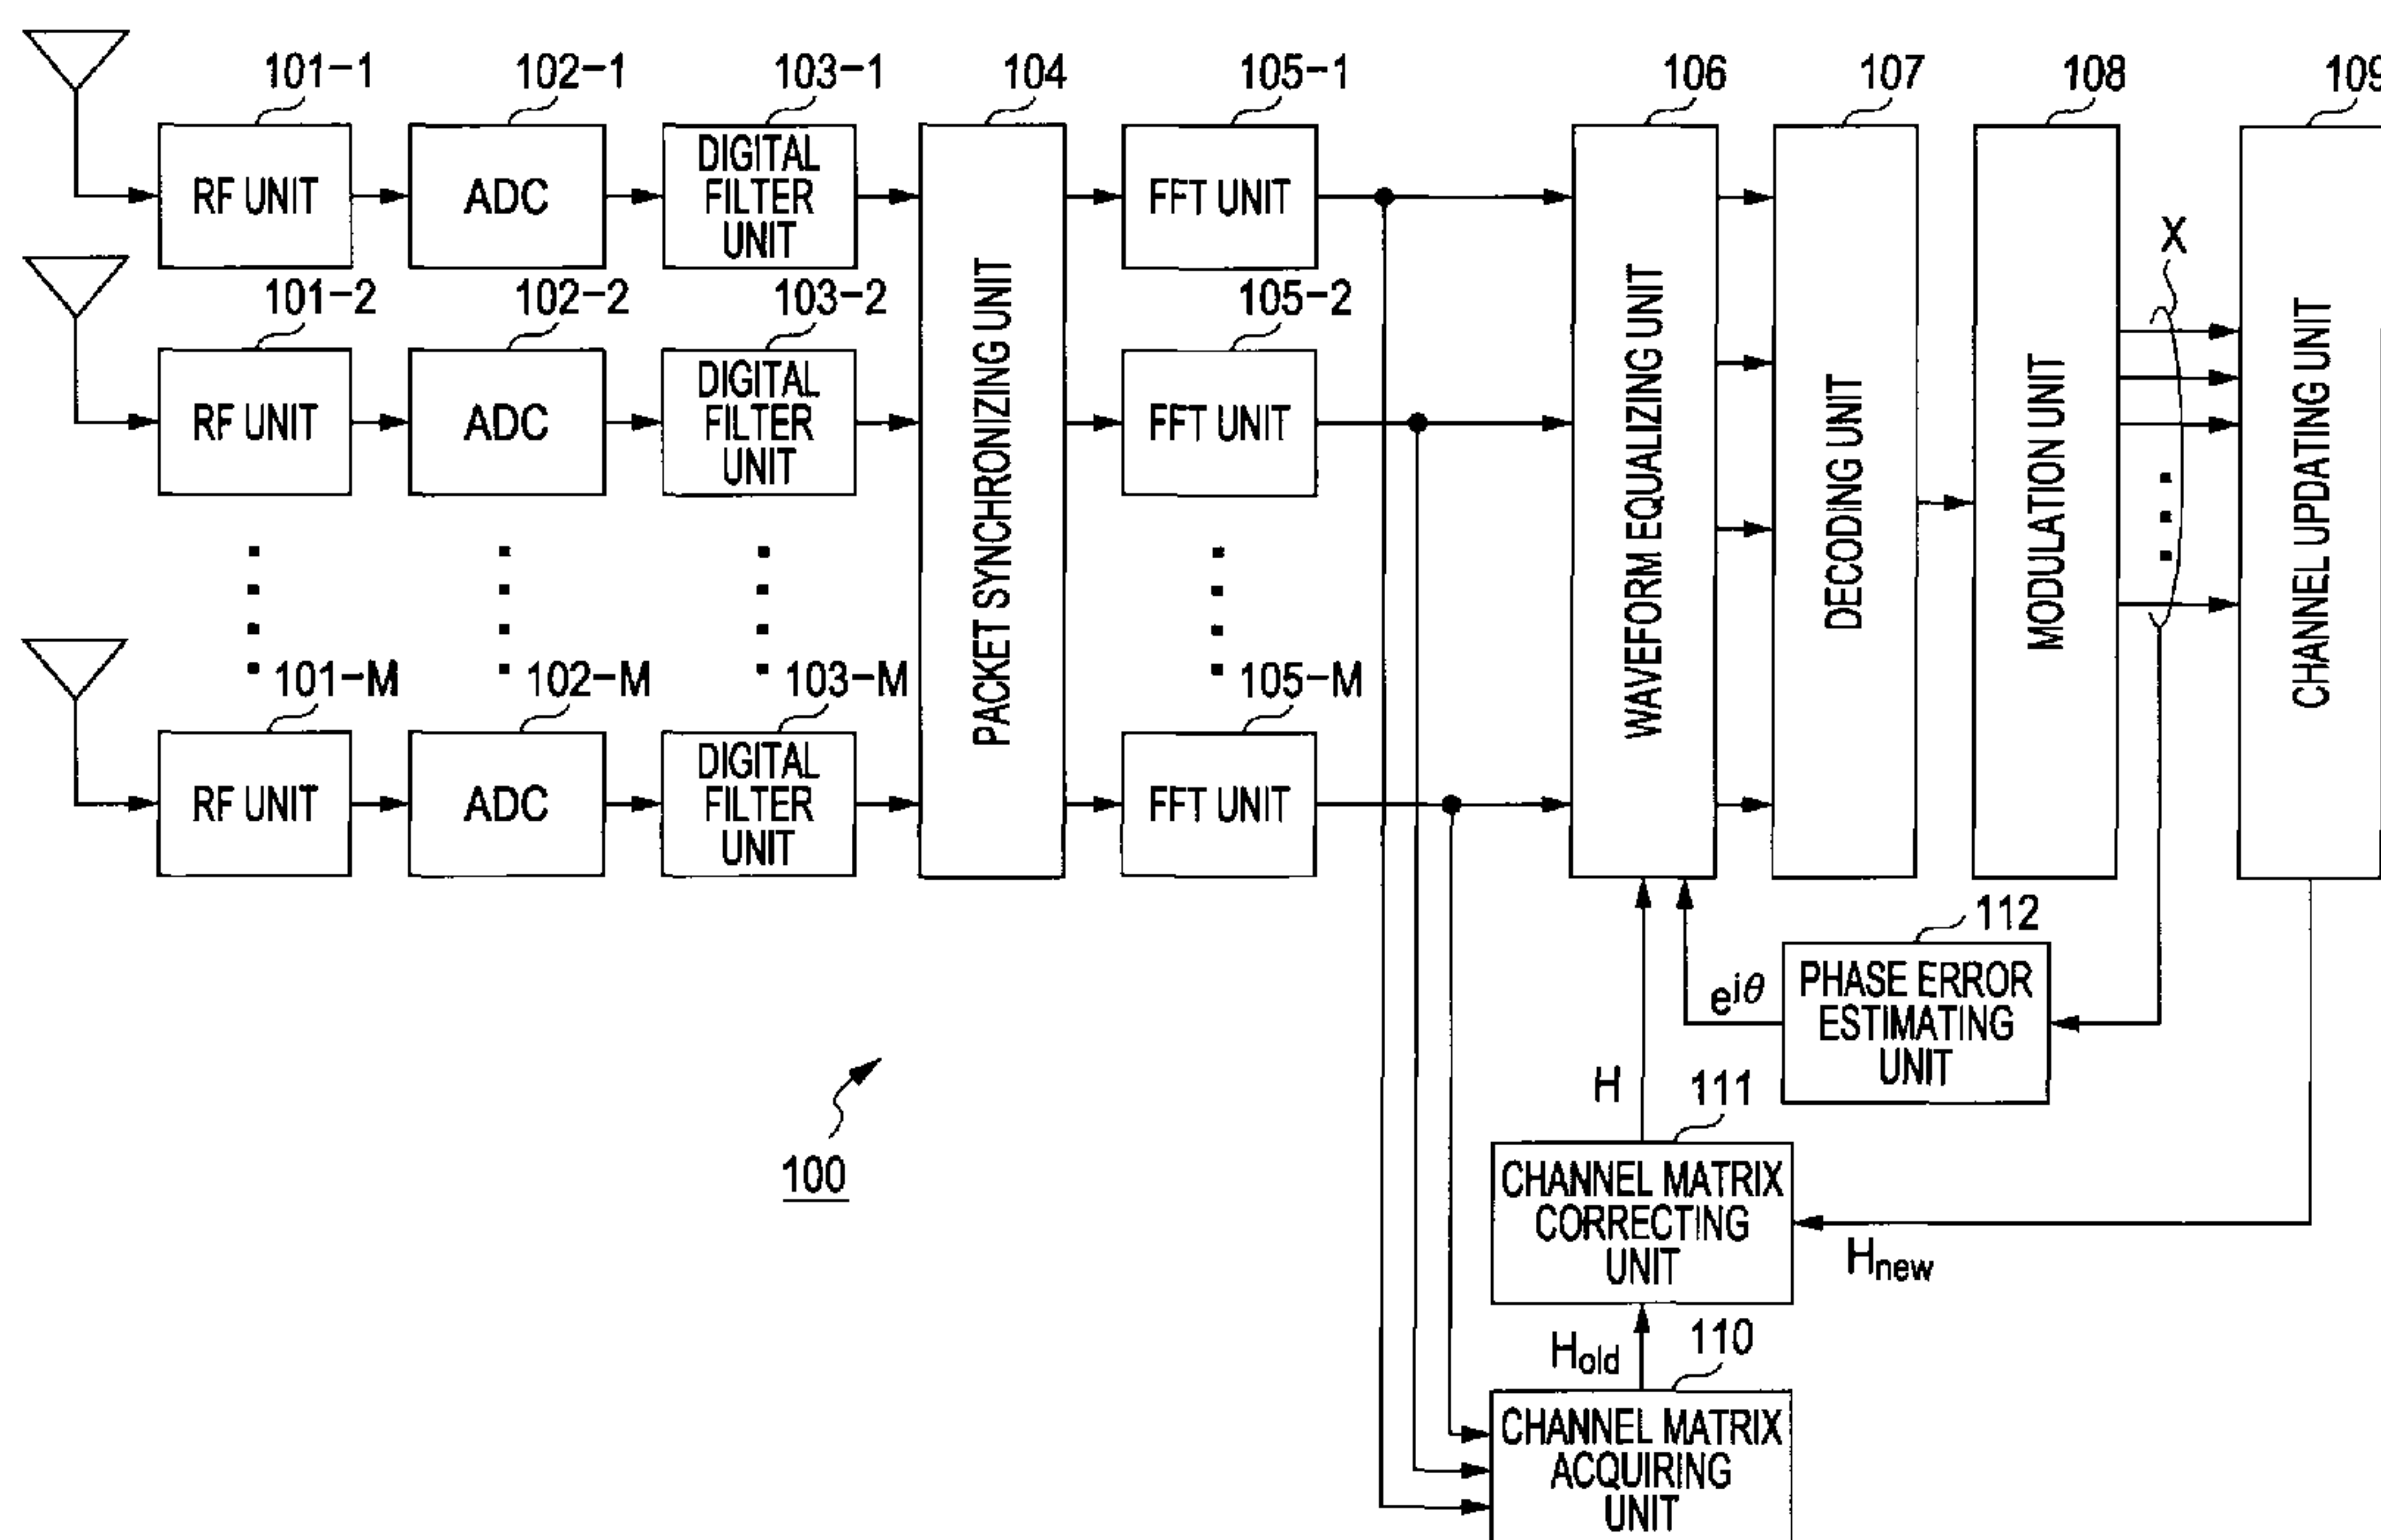 101-1
102-1
103-1
104
105-1
106
107
108
109
RF UNIT
ADC
DIGITAL
FILTER
UNIT
FFT UNIT
X
101-2
102-2
103-2
105-2
RF UNIT
ADC
DIGITAL
FILTER
UNIT
FFT UNIT
PACKET SYNCHRONIZING UNIT
WAVEFORM EQUALIZING UNIT
DECODING UNIT
MODULATION UNIT
CHANNEL UPDATING UNIT
101-M
102-M
103-M
105-M
RF UNIT
ADC
DIGITAL
FILTER
UNIT
FFT UNIT
112
PHASE ERROR
ESTIMATING
UNIT
e^{jθ}
H
111
CHANNEL MATRIX
CORRECTING
UNIT
H_{new}
100
H_{old}
110
CHANNEL MATRIX
ACQUIRING
UNIT